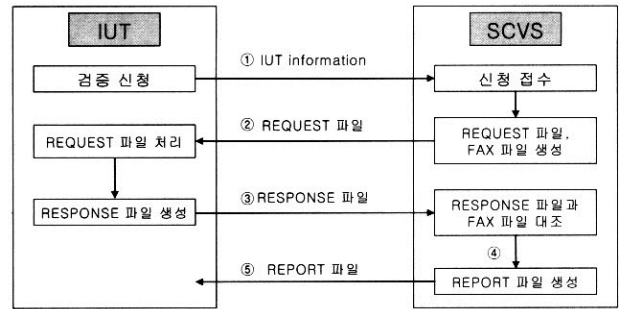 IUT
SCVS
① IUT information
검증 신청
신청 접수
② REQUEST 파일
REQUEST 파일 처리
REQUEST 파일,
FAX 파일 생성
③ RESPONSE 파일
RESPONSE 파일 생성
RESPONSE 파일과
FAX 파일 대조
④
⑤ REPORT 파일
REPORT 파일 생성